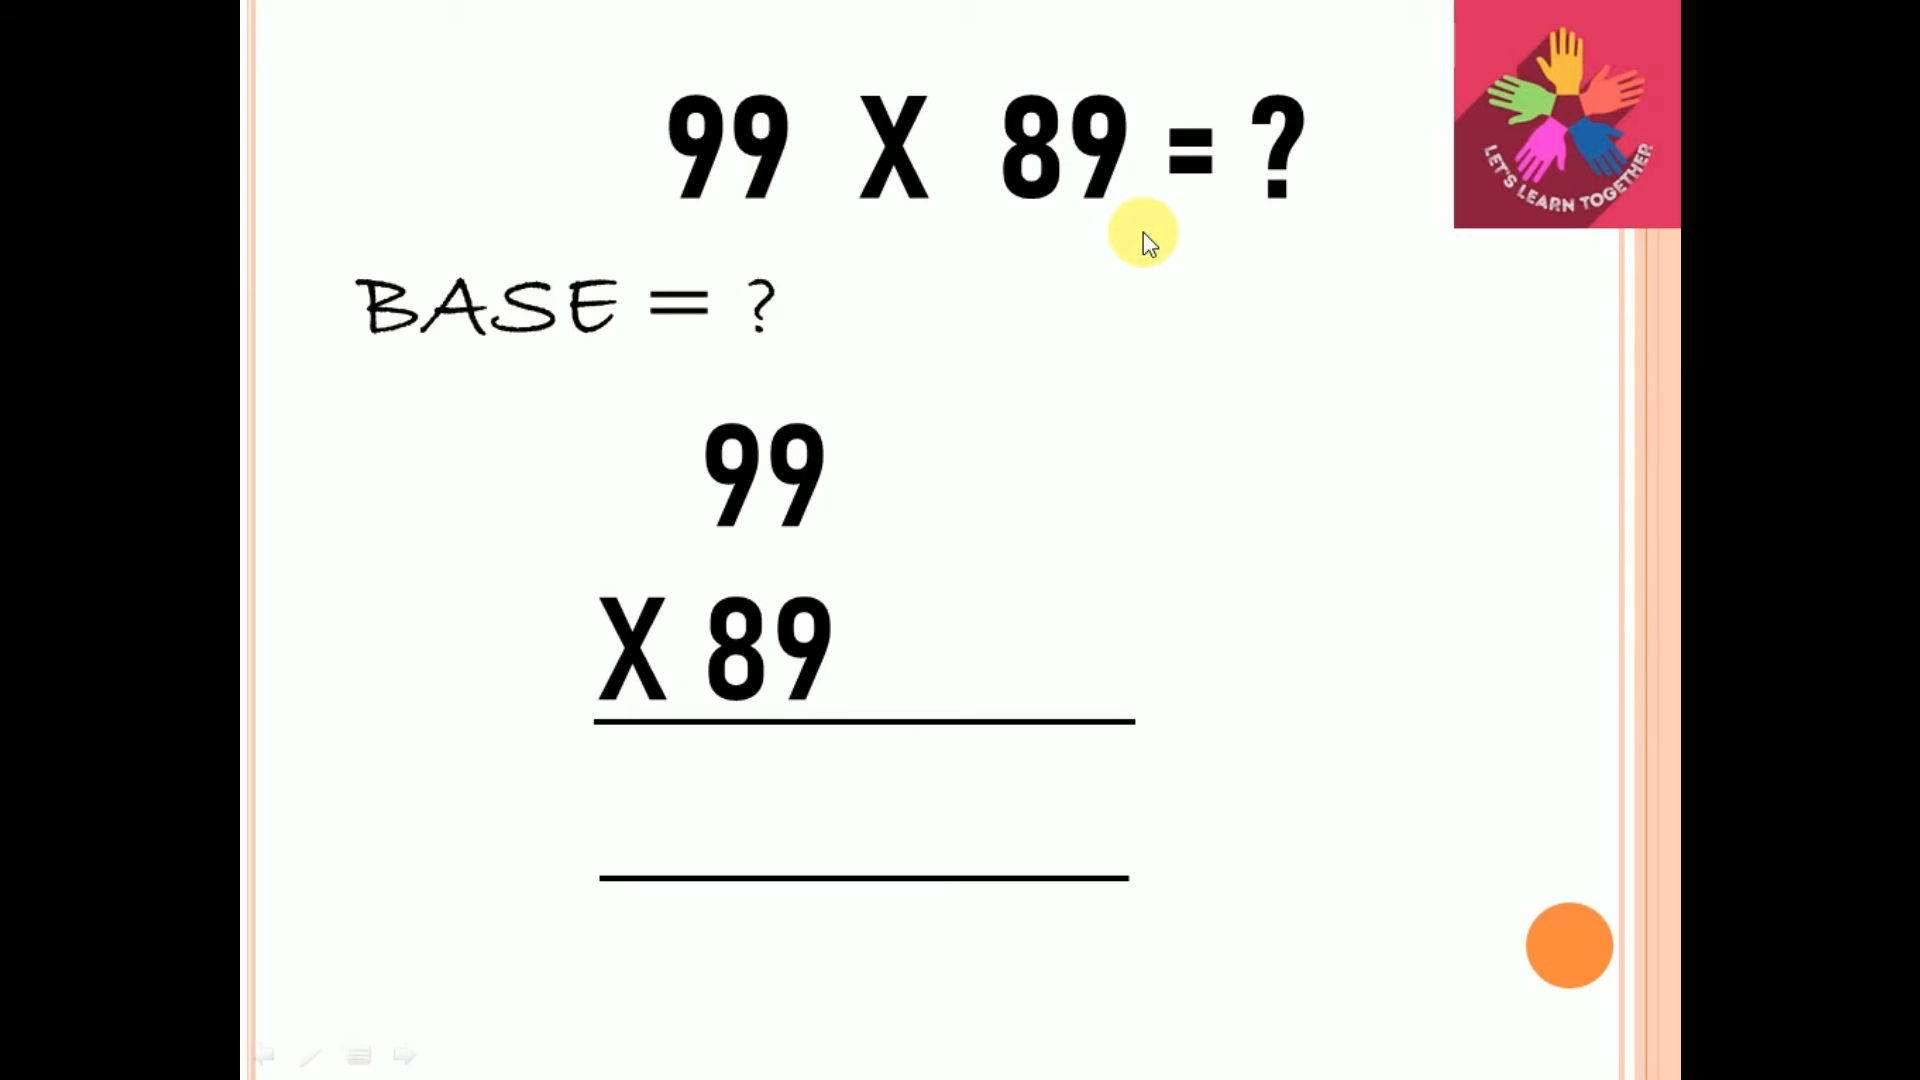 99 X 89 = ?
LET'S LEARN TOGETHER
BASE = ?
99
X 89